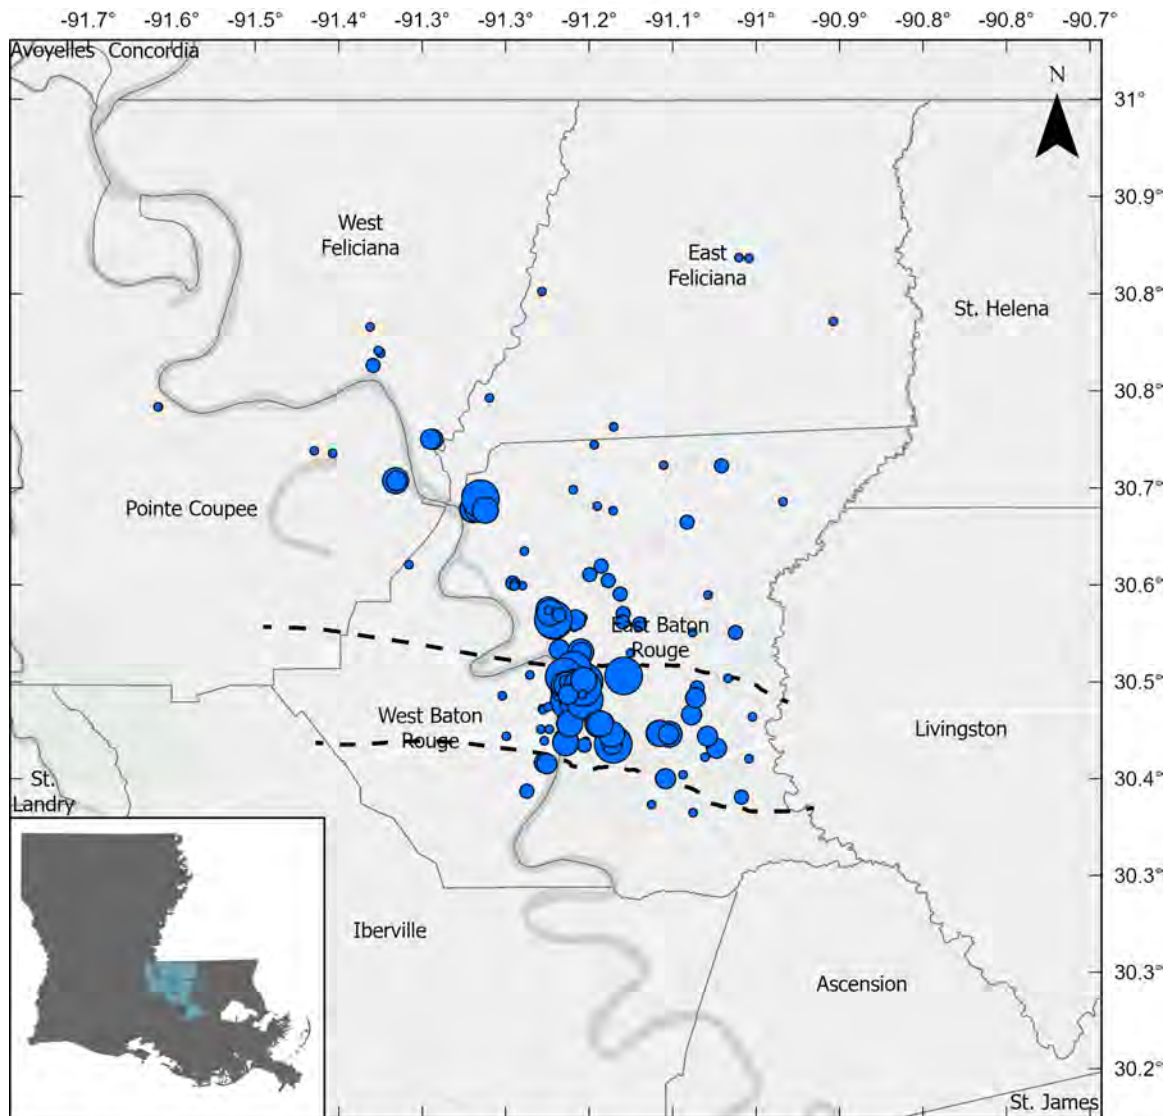 -91.7° -91.6° -91.5° -91.4° -91.3° -91.3° -91.2° -91.1° -91.1° -91° -90.9° -90.8° -90.8° -90.7°
Avoyelles Concordia
N
31°
30.9°
West
Feliciana
East
Feliciana
30.8°
St. Helena
30.8°
Pointe Coupee
30.7°
30.6°
East Baton
Rouge
30.5°
West Baton
Rouge
Livingston
St.
Landry
30.4°
30.3°
Iberville
Ascension
30.3°
30.2°
St. James